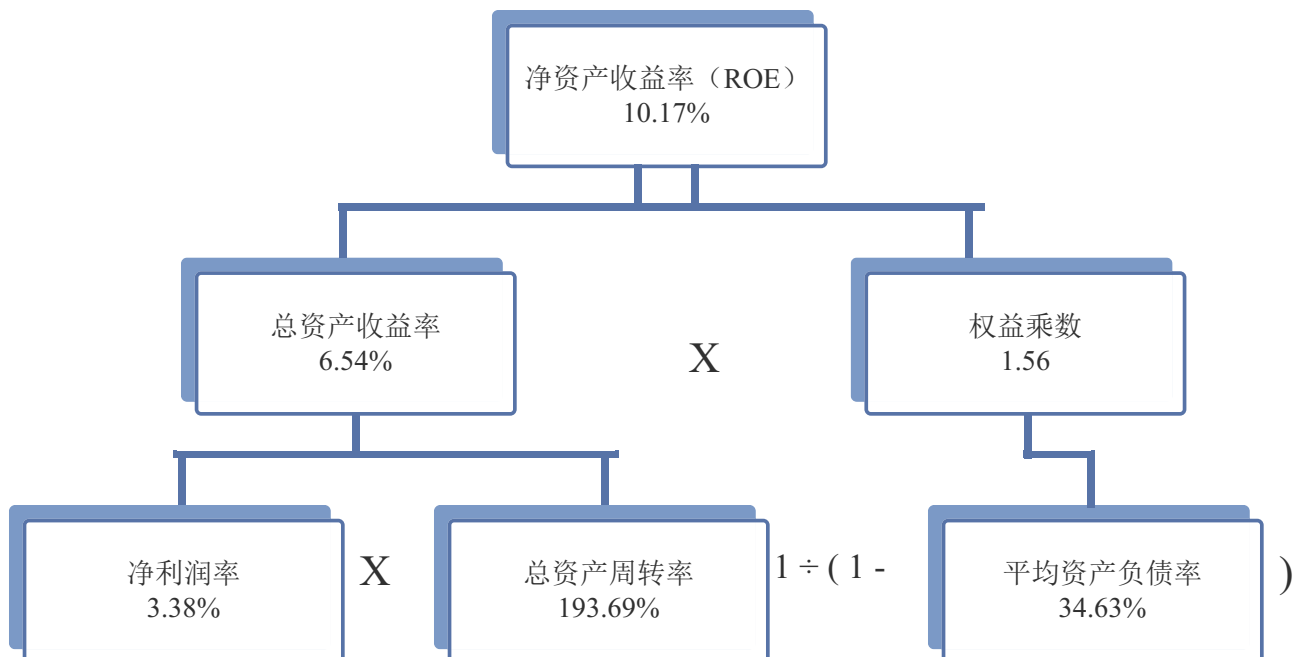 净资产收益率（ROE）
10.17%
总资产收益率
6.54%
X
权益乘数
1.56
净利润率
3.38%
X
总资产周转率
193.69%
1 ÷ ( 1 -
平均资产负债率
34.63%
)